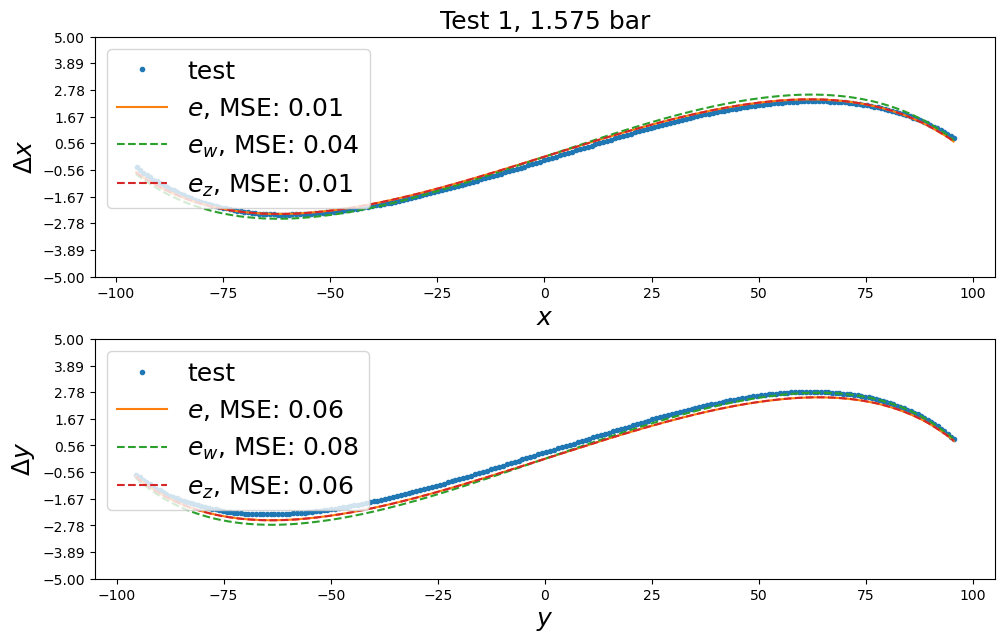 Test 1, 1.575 bar
5.00
3.89
2.78
1.67
0.56
−0.56
−1.67
−2.78
−3.89
−5.00
Δx
test
e, MSE: 0.01
e_w, MSE: 0.04
e_z, MSE: 0.01
−100 −75 −50 −25 0 25 50 75 100
x
5.00
3.89
2.78
1.67
0.56
−0.56
−1.67
−2.78
−3.89
−5.00
Δy
test
e, MSE: 0.06
e_w, MSE: 0.08
e_z, MSE: 0.06
−100 −75 −50 −25 0 25 50 75 100
y